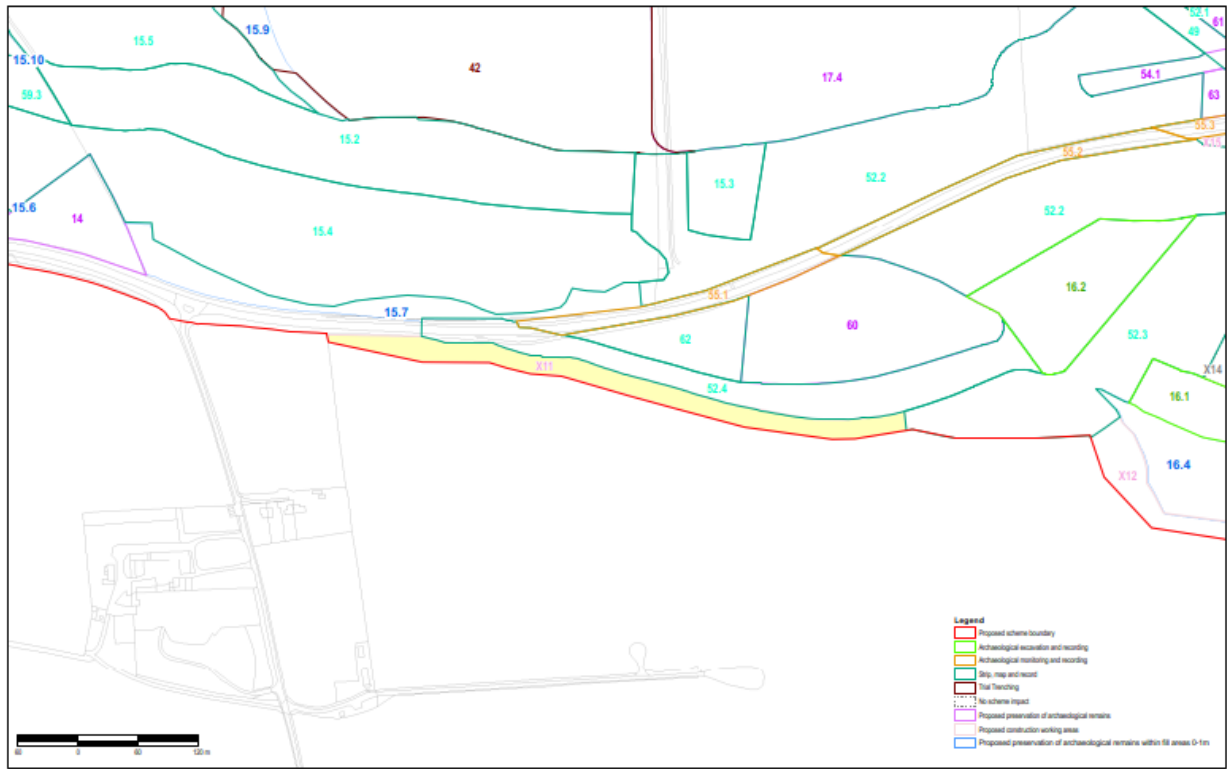 52.1
61
49
15.5
15.9
15.10
42
17.4
54.1
63
59.3
55.3
X15
15.2
55.2
15.3
52.2
15.6
14
52.2
15.4
16.2
55.1
15.7
60
62
52.3
X11
X14
52.4
16.1
16.4
X12
Legend
Proposed scheme boundary
Archaeological excavation and recording
Archaeological monitoring and recording
Strip, map and record
Trial Trenching
No scheme impact
Proposed preservation of archaeological remains
Proposed construction working areas
Proposed preservation of archaeological remains within fill areas 0-1m
60 0 60 120 m